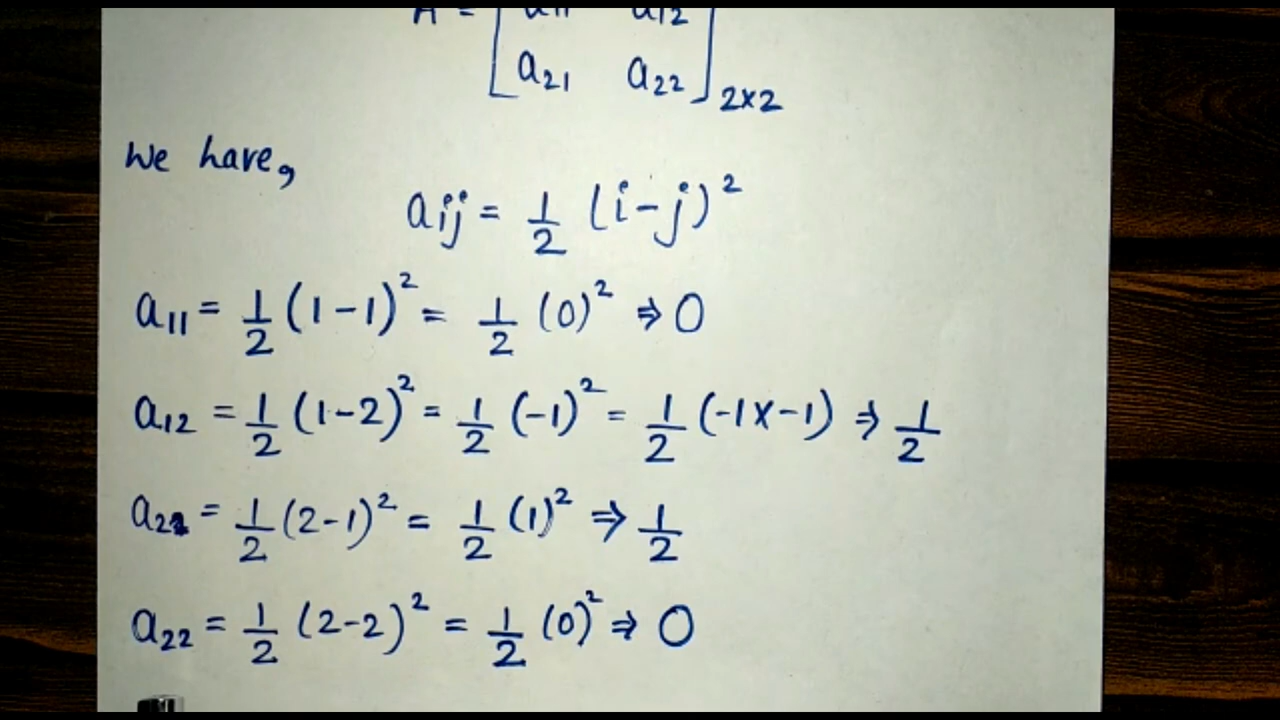 A = [ a11 a12
a21 a22 ] 2×2
We have,
aij = 1/2 (i-j)²
a11 = 1/2 (1-1)² = 1/2 (0)² ⇒ 0
a12 = 1/2 (1-2)² = 1/2 (-1)² = 1/2 (-1×-1) ⇒ 1/2
a21 = 1/2 (2-1)² = 1/2 (1)² ⇒ 1/2
a22 = 1/2 (2-2)² = 1/2 (0)² ⇒ 0